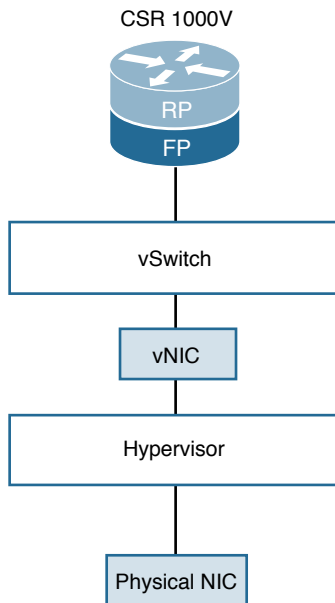 CSR 1000V
RP
FP
vSwitch
vNIC
Hypervisor
Physical NIC